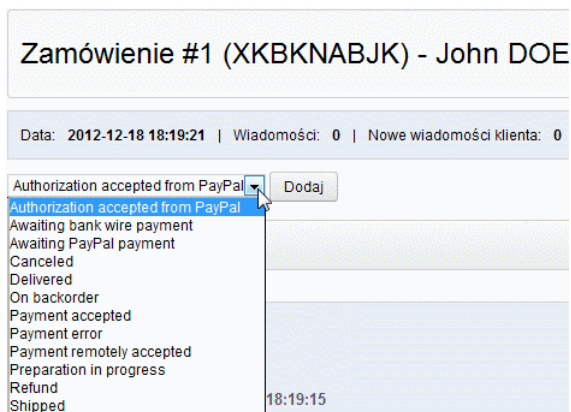 Zamówienie #1 (XKBKNABJK) - John DOE
Data: 2012-12-18 18:19:21 | Wiadomości: 0 | Nowe wiadomości klienta: 0
Authorization accepted from PayPal Dodaj
Authorization accepted from PayPal
Awaiting bank wire payment
Awaiting PayPal payment
Canceled
Delivered
On backorder
Payment accepted
Payment error
Payment remotely accepted
Preparation in progress
Refund
Shipped 18:19:15